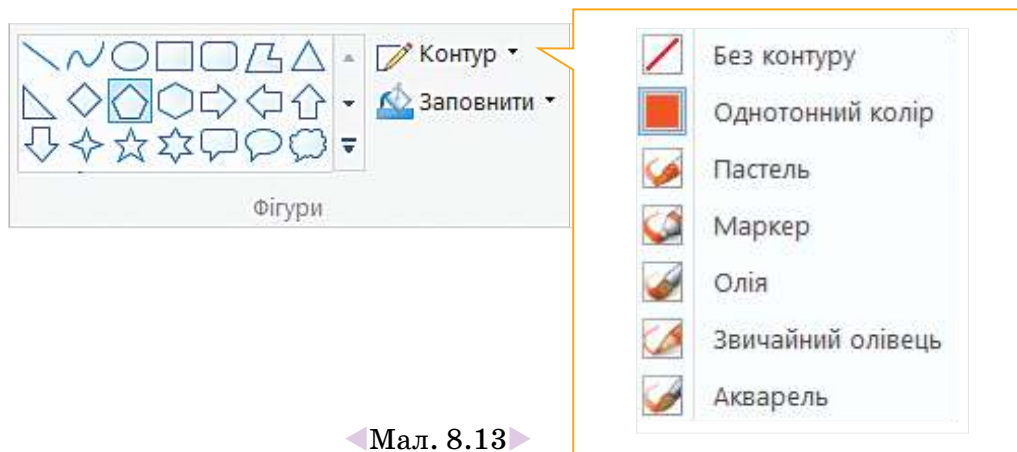 Контур
Заповнити
Фігури
Без контуру
Однотонний колір
Пастель
Маркер
Олія
Звичайний олівець
Акварель
Мал. 8.13